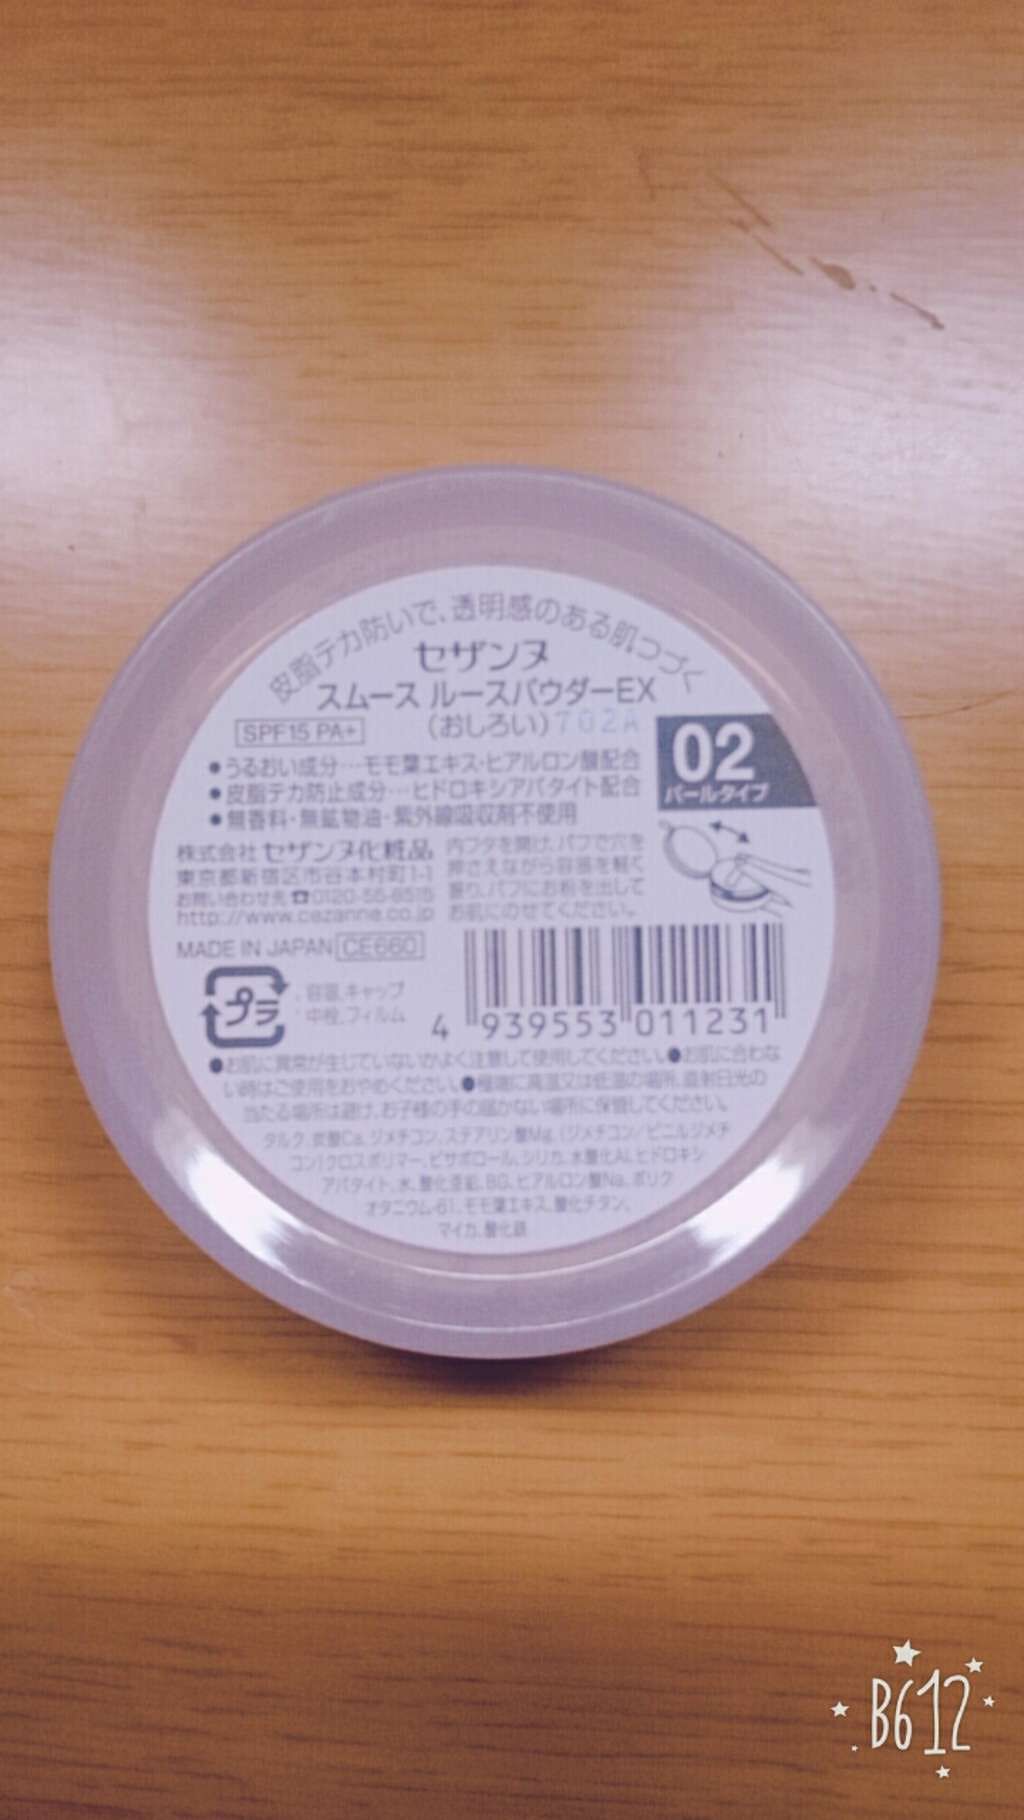 皮脂テカ防いで、透明感のある肌つづく
セザンヌ
スムース ルースパウダーEX
(おしろい)702A
SPF15 PA+
02
パールタイプ
●うるおい成分…モモ葉エキス・ヒアルロン酸配合
●皮脂テカ防止成分…ヒドロキシアパタイト配合
●無香料・無鉱物油・紫外線吸収剤不使用
株式会社 セザンヌ化粧品
東京都新宿区市谷本村町1-1
お問い合わせ先☎0120-55-8515
http://www.cezanne.co.jp
MADE IN JAPAN CE660
内フタを開け、パフで穴を
押さえながら容器を軽く
振り、パフにお粉を出して
お肌にのせてください。
プラ
容器、キャップ
中栓、フィルム
4 939553 011231
●お肌に異常が生じていないかよく注意して使用してください。●お肌に合わな
い時はご使用をおやめください。●極端に高温又は低温の場所、直射日光の
当たる場所は避け、お子様の手の届かない場所に保管してください。
タルク、炭酸Ca、ジメチコン、ステアリン酸Mg、(ジメチコン/ビニルジメチ
コン)クロスポリマー、ビサボロール、シリカ、水酸化Al、ヒドロキシ
アパタイト、水、酸化亜鉛、BG、ヒアルロン酸Na、ポリク
オタニウム-61、モモ葉エキス、酸化チタン、
マイカ、酸化鉄
B612